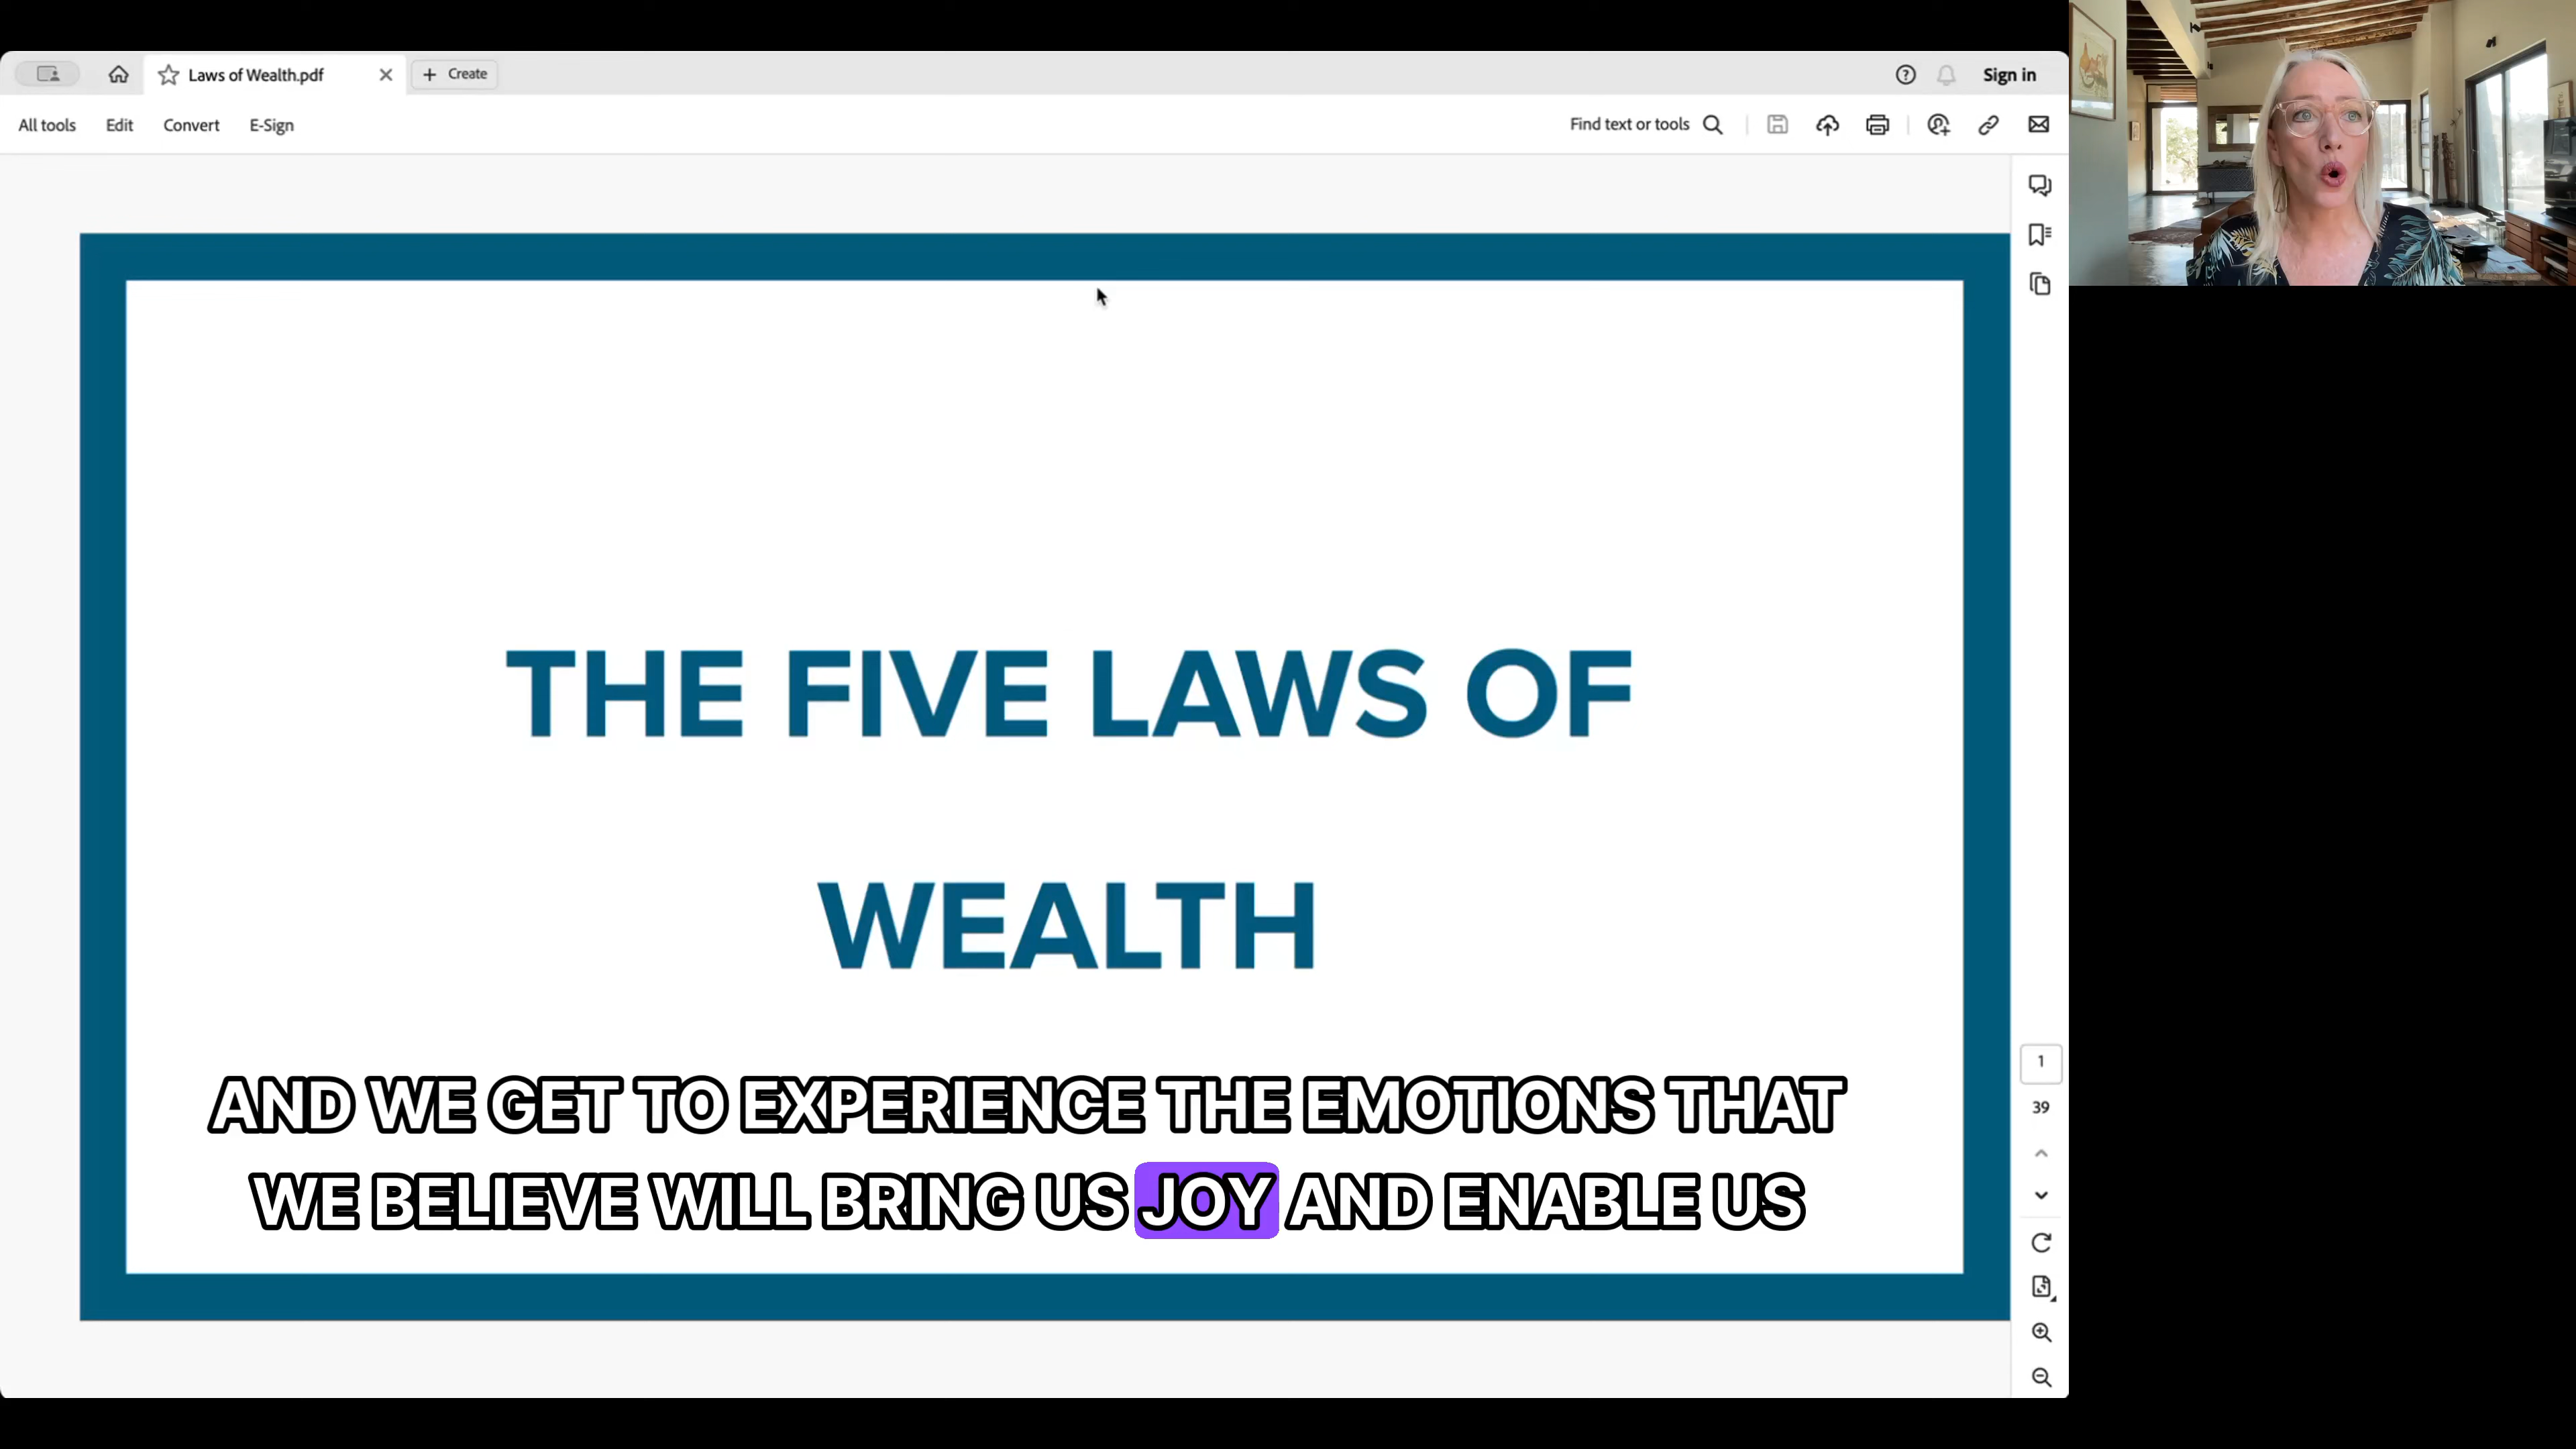 Laws of Wealth.pdf
Create
Sign in
All tools
Edit
Convert
E-Sign
Find text or tools
THE FIVE LAWS OF
WEALTH
AND WE GET TO EXPERIENCE THE EMOTIONS THAT
WE BELIEVE WILL BRING US JOY AND ENABLE US
1
39